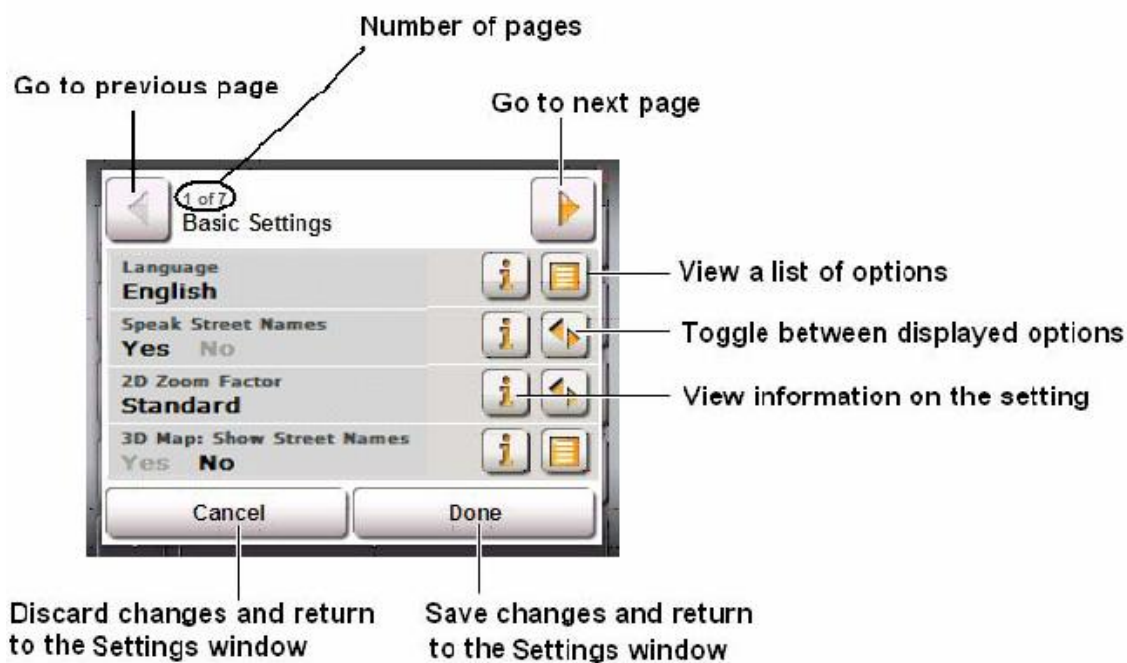 Number of pages
Go to previous page
Go to next page
1 of 7
Basic Settings
Language
English
View a list of options
Speak Street Names
Yes No
Toggle between displayed options
2D Zoom Factor
Standard
View information on the setting
3D Map: Show Street Names
Yes No
Cancel
Done
Discard changes and return
to the Settings window
Save changes and return
to the Settings window